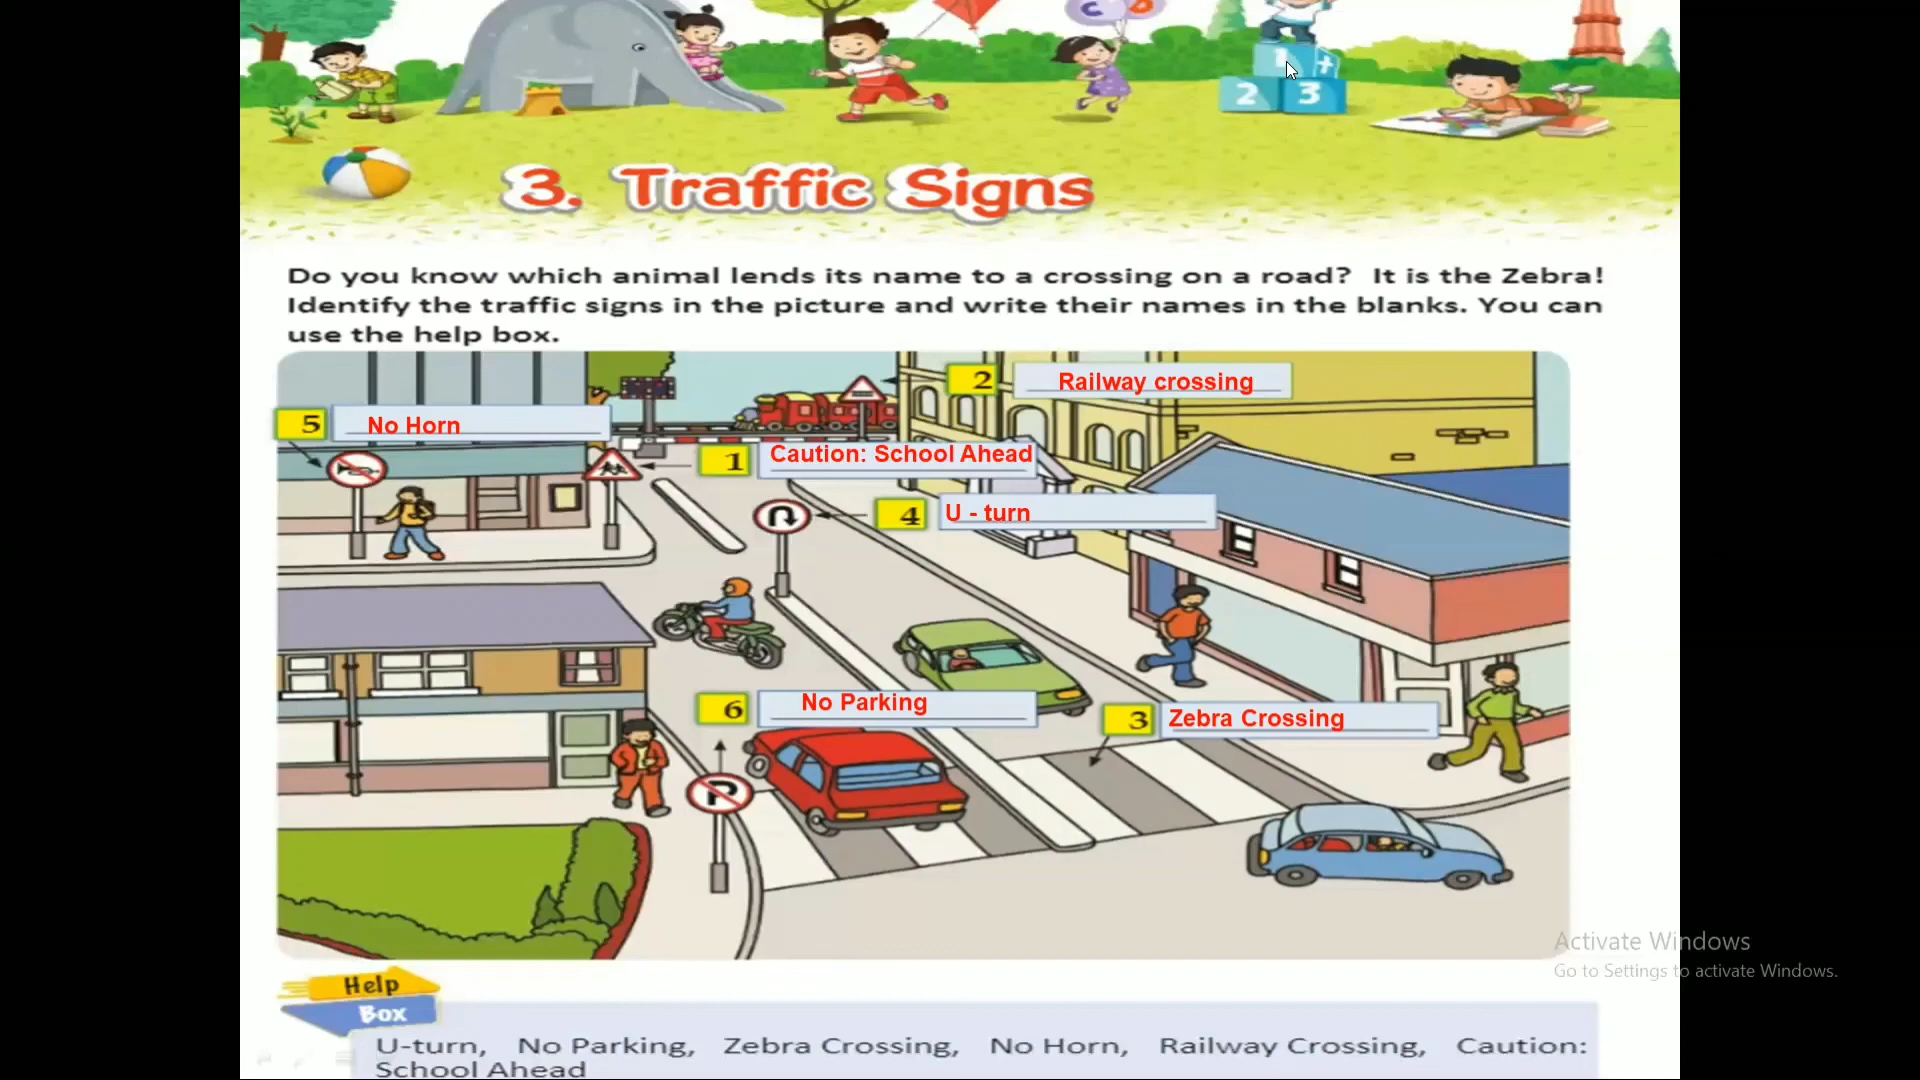 C D
1 +
2 3
3. Traffic Signs
Do you know which animal lends its name to a crossing on a road? It is the Zebra!
Identify the traffic signs in the picture and write their names in the blanks. You can
use the help box.
2 Railway crossing
5 No Horn
1 Caution: School Ahead
4 U - turn
6 No Parking
3 Zebra Crossing
P
Activate Windows
Go to Settings to activate Windows.
Help
Box
U-turn, No Parking, Zebra Crossing, No Horn, Railway Crossing, Caution:
School Ahead